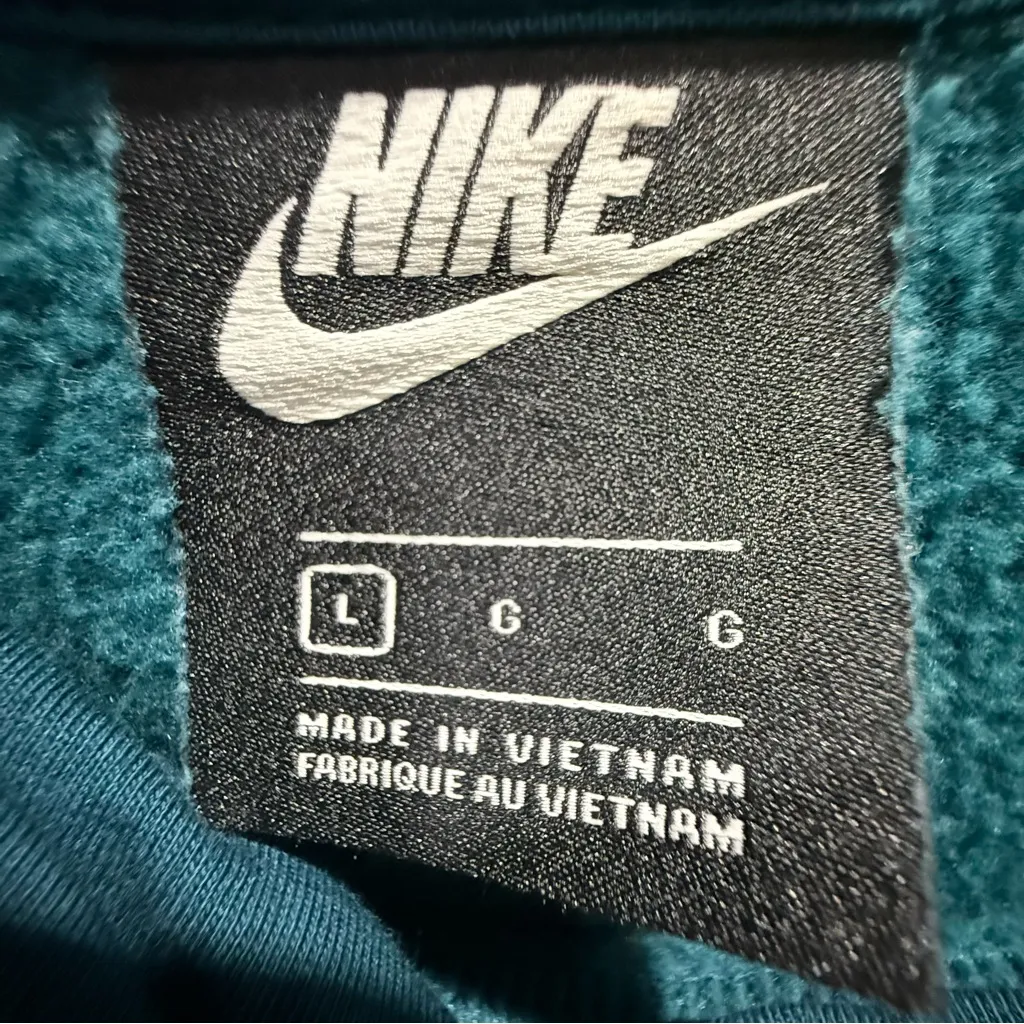 NIKE
L G G
MADE IN VIETNAM
FABRIQUE AU VIETNAM